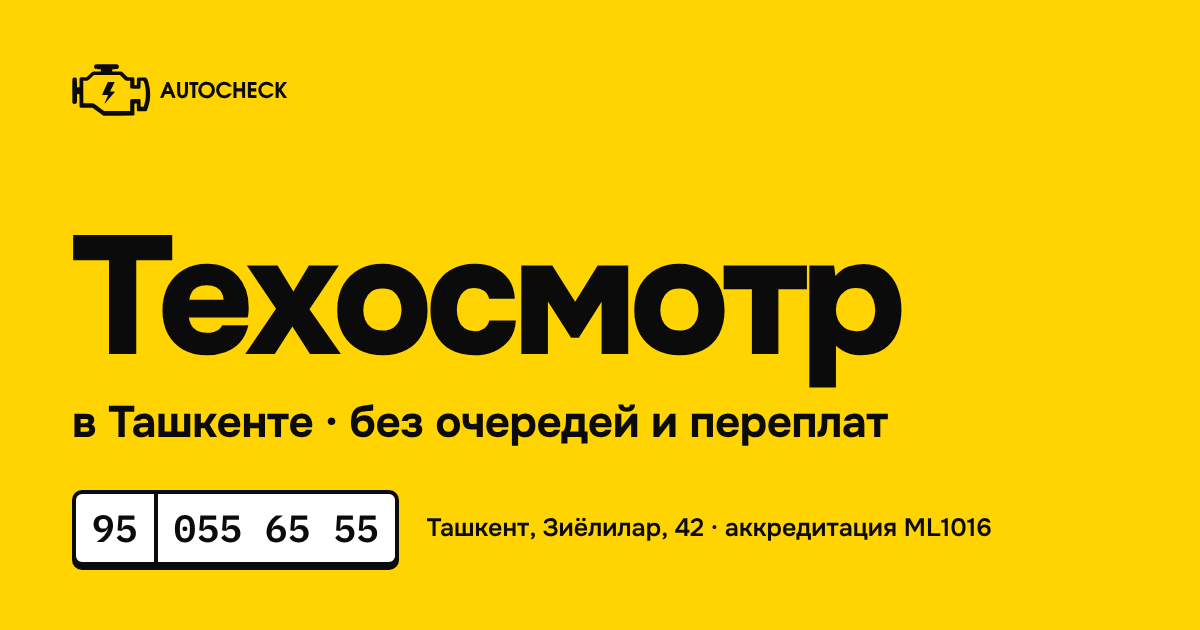 AUTOCHECK
Техосмотр
в Ташкенте · без очередей и переплат
95 055 65 55
Ташкент, Зиёлилар, 42 · аккредитация ML1016